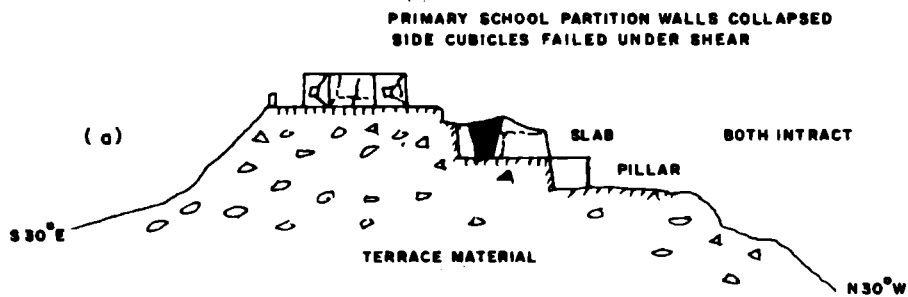 PRIMARY SCHOOL PARTITION WALLS COLLAPSED
SIDE CUBICLES FAILED UNDER SHEAR
(a)
SLAB
BOTH INTRACT
PILLAR
S 30°E
TERRACE MATERIAL
N 30°W